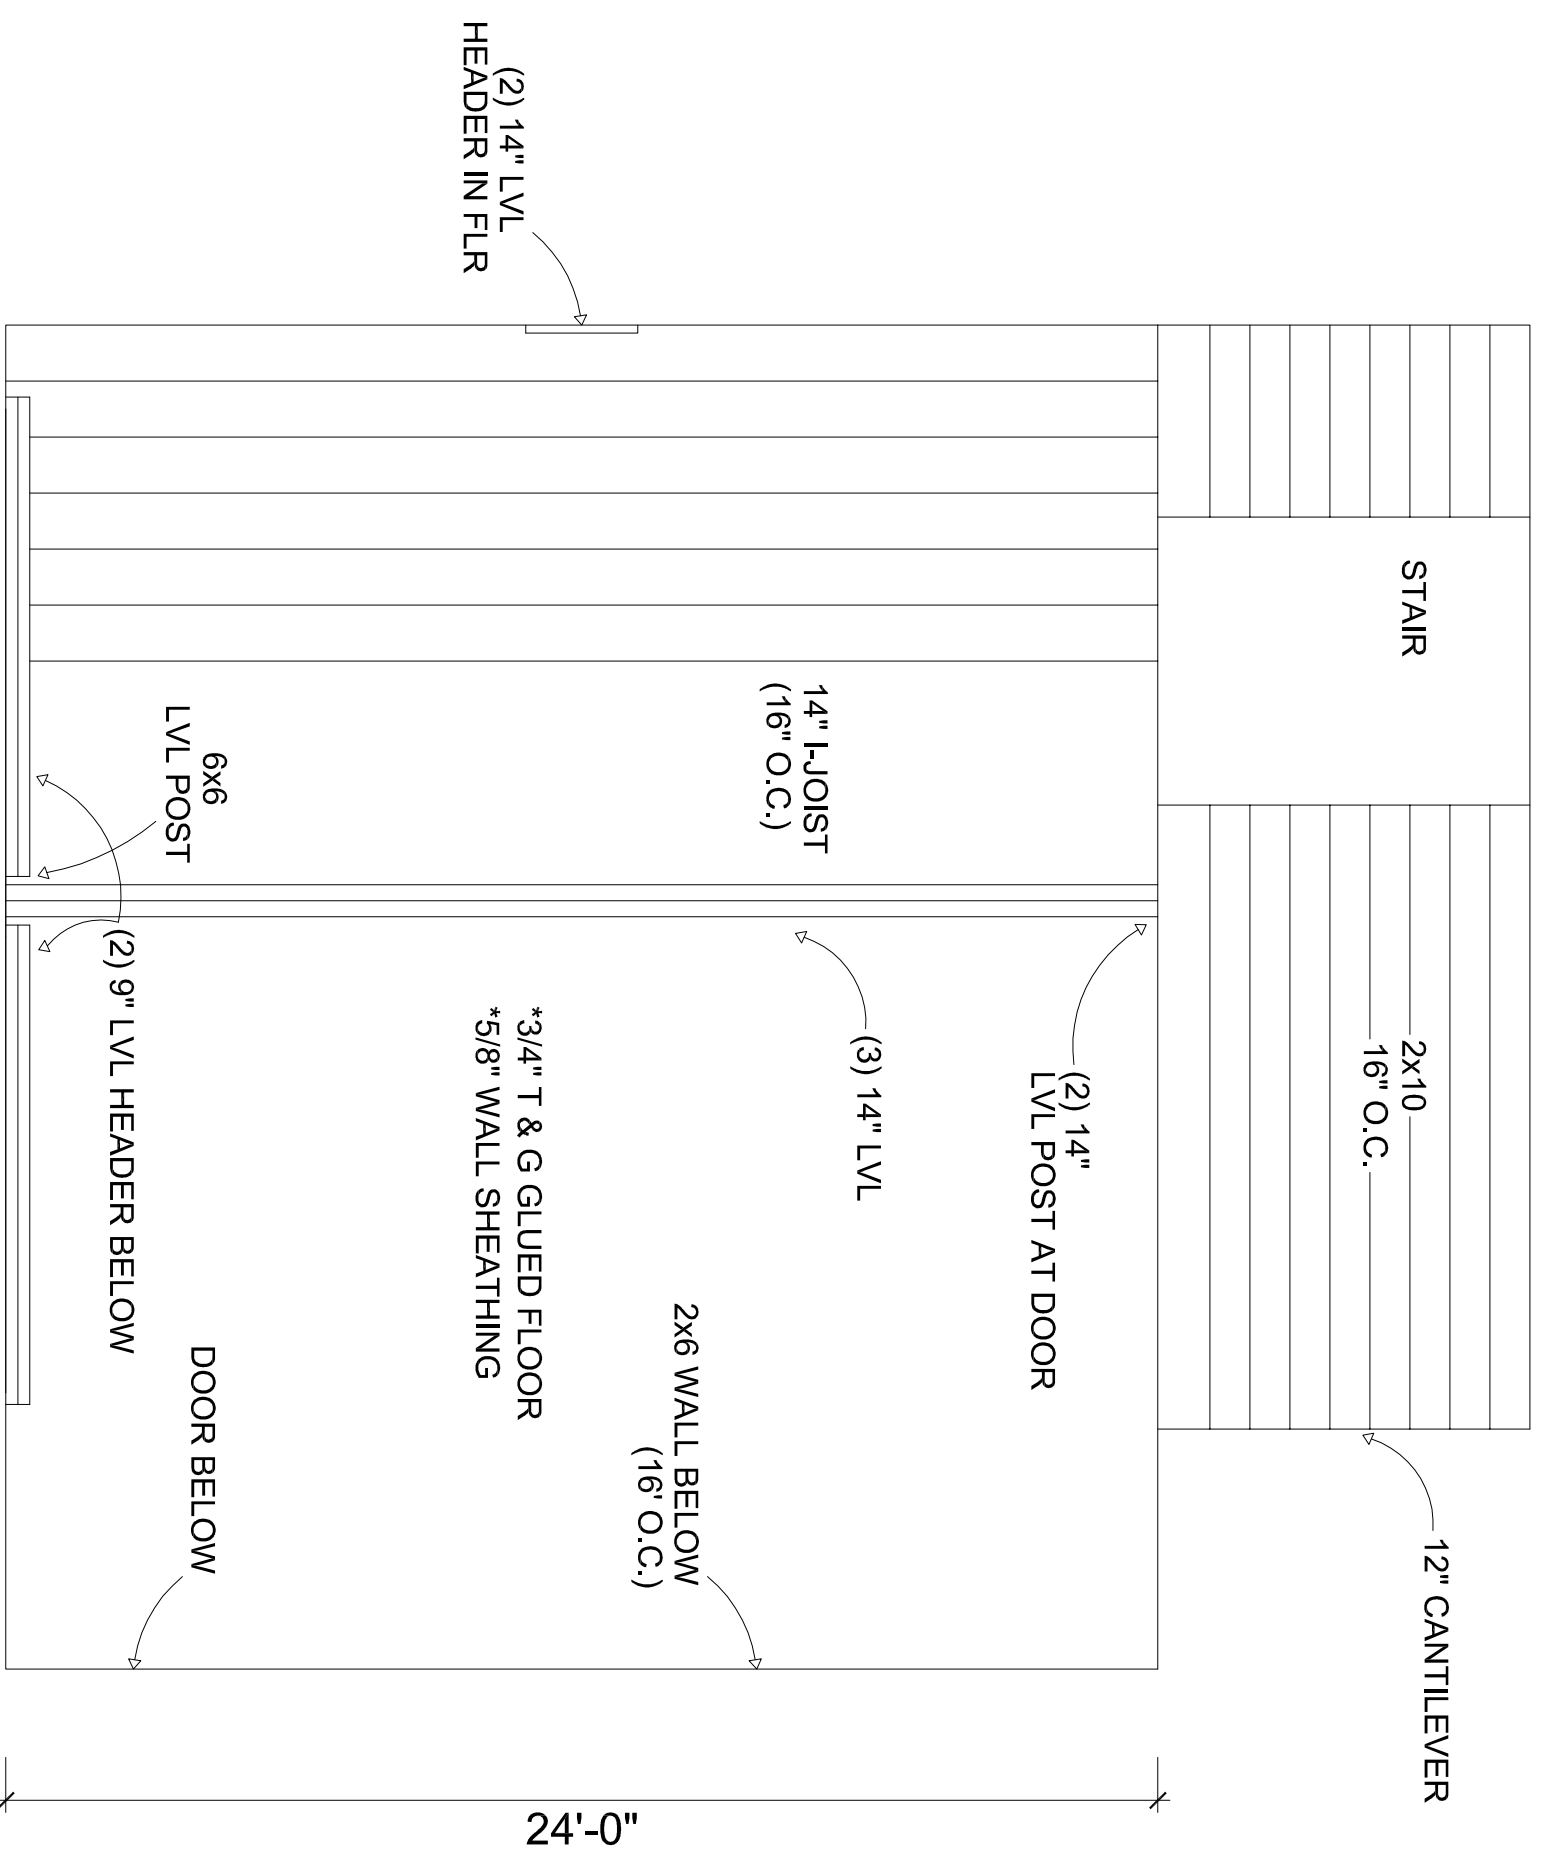 STAIR
2x10
16" O.C.
12" CANTILEVER
(2) 14"
LVL POST AT DOOR
(3) 14" LVL
14" I-JOIST
(16" O.C.)
2x6 WALL BELOW
(16' O.C.)
(2) 14" LVL
HEADER IN FLR
*3/4" T & G GLUED FLOOR
*5/8" WALL SHEATHING
6x6
LVL POST
DOOR BELOW
(2) 9" LVL HEADER BELOW
24'-0"